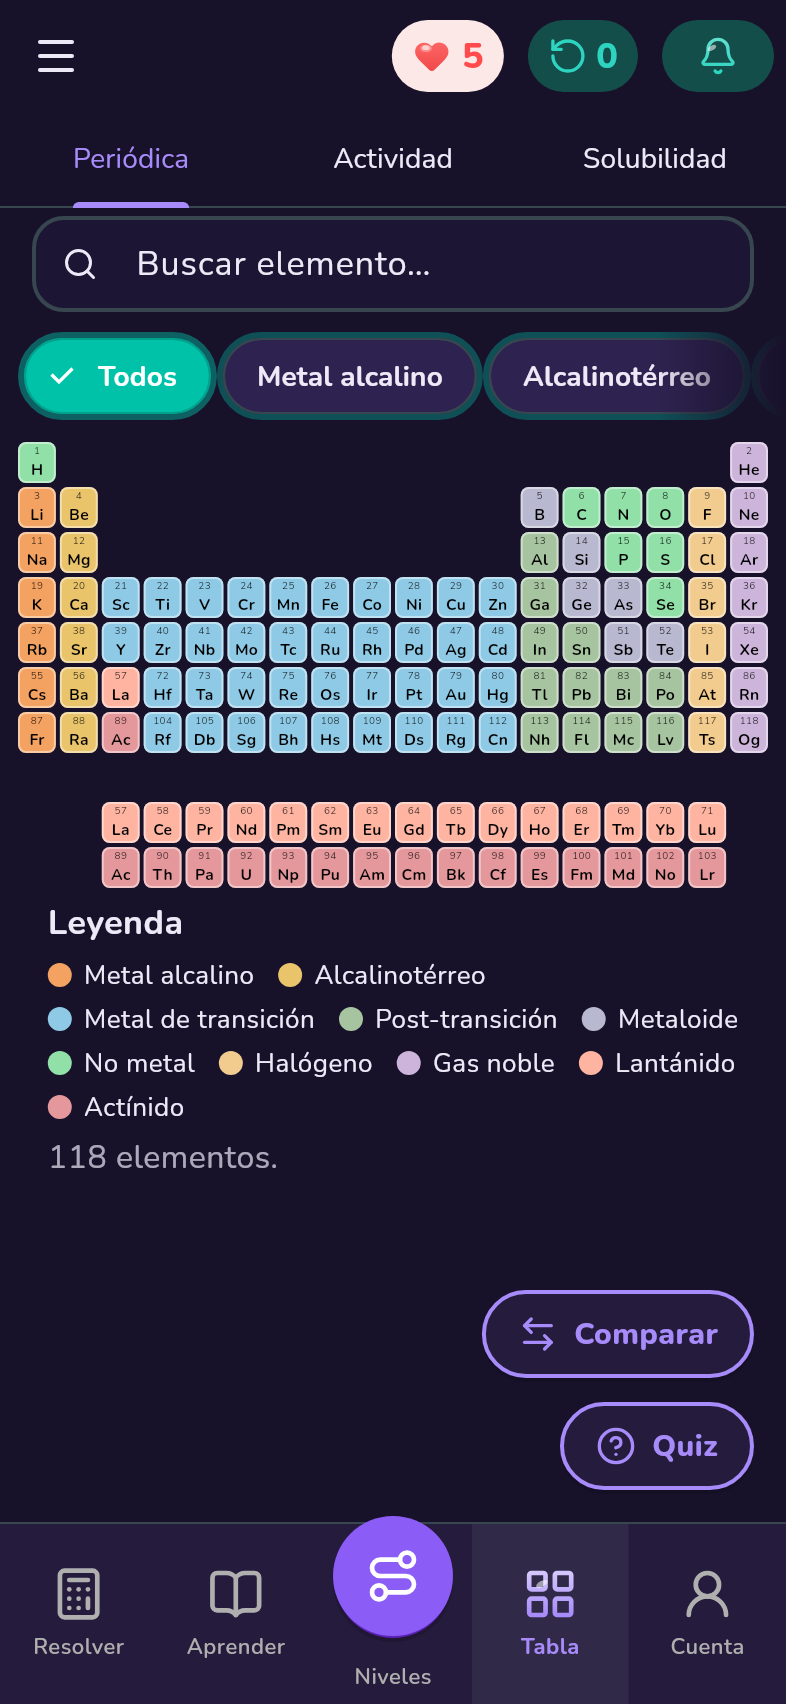 5 0
Periódica Actividad Solubilidad
Buscar elemento...
Todos Metal alcalino Alcalinotérreo
1 2
H He
3 4 5 6 7 8 9 10
Li Be B C N O F Ne
11 12 13 14 15 16 17 18
Na Mg Al Si P S Cl Ar
19 20 21 22 23 24 25 26 27 28 29 30 31 32 33 34 35 36
K Ca Sc Ti V Cr Mn Fe Co Ni Cu Zn Ga Ge As Se Br Kr
37 38 39 40 41 42 43 44 45 46 47 48 49 50 51 52 53 54
Rb Sr Y Zr Nb Mo Tc Ru Rh Pd Ag Cd In Sn Sb Te I Xe
55 56 57 72 73 74 75 76 77 78 79 80 81 82 83 84 85 86
Cs Ba La Hf Ta W Re Os Ir Pt Au Hg Tl Pb Bi Po At Rn
87 88 89 104 105 106 107 108 109 110 111 112 113 114 115 116 117 118
Fr Ra Ac Rf Db Sg Bh Hs Mt Ds Rg Cn Nh Fl Mc Lv Ts Og
57 58 59 60 61 62 63 64 65 66 67 68 69 70 71
La Ce Pr Nd Pm Sm Eu Gd Tb Dy Ho Er Tm Yb Lu
89 90 91 92 93 94 95 96 97 98 99 100 101 102 103
Ac Th Pa U Np Pu Am Cm Bk Cf Es Fm Md No Lr
Leyenda
Metal alcalino Alcalinotérreo
Metal de transición Post-transición Metaloide
No metal Halógeno Gas noble Lantánido
Actínido
118 elementos.
Comparar
Quiz
Resolver Aprender Niveles Tabla Cuenta